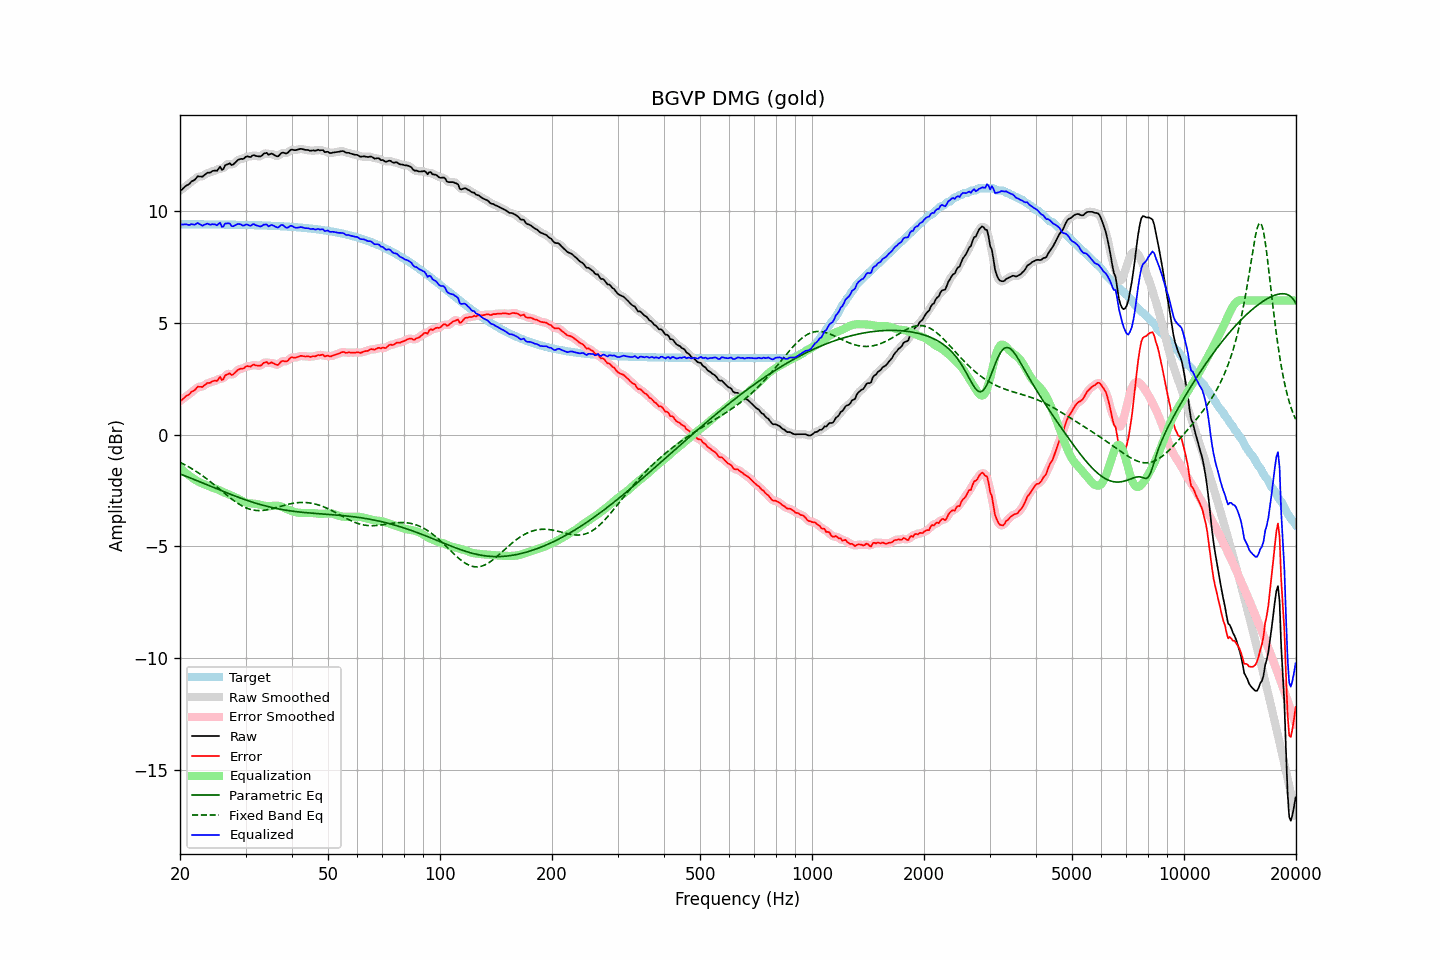 BGVP DMG (gold)
Amplitude (dBr)
10
5
0
−5
−10
−15
Target
Raw Smoothed
Error Smoothed
Raw
Error
Equalization
Parametric Eq
Fixed Band Eq
Equalized
20 50 100 200 500 1000 2000 5000 10000 20000
Frequency (Hz)